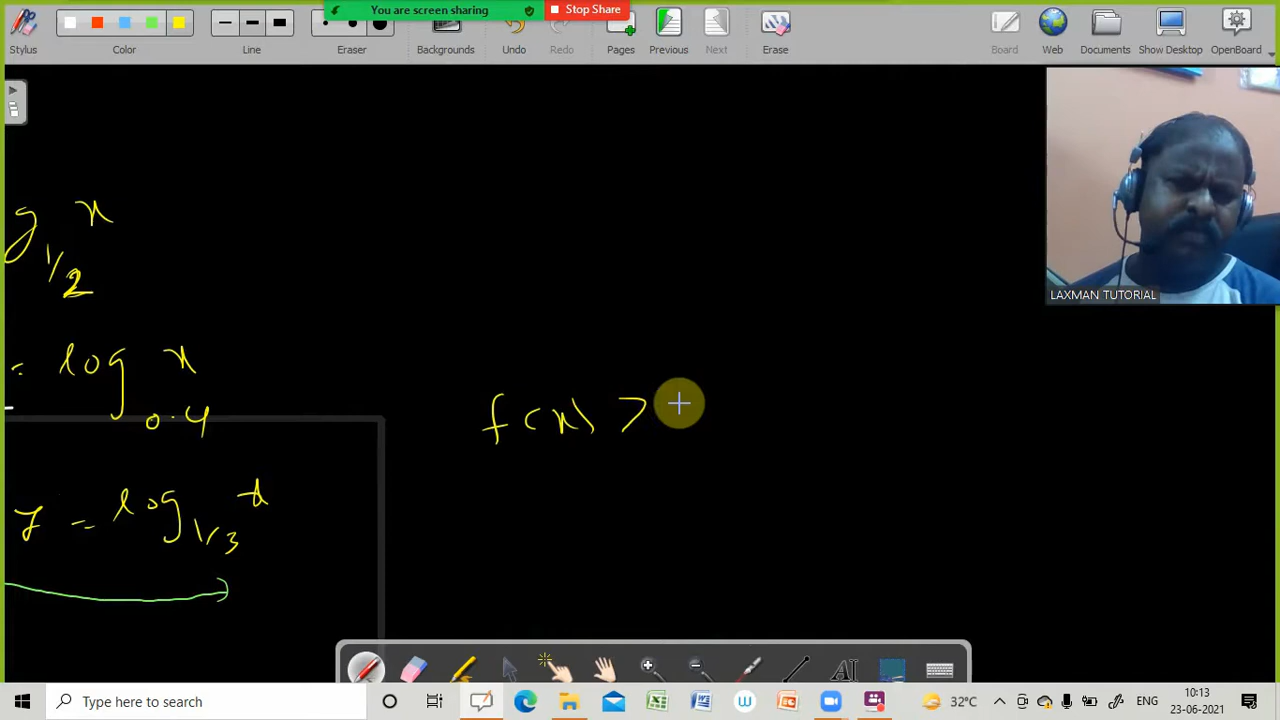 You are screen sharing
Stop Share
Stylus
Color
Line
Eraser
Backgrounds
Undo
Redo
Pages
Previous
Next
Erase
Board
Web
Documents
Show Desktop
OpenBoard
LAXMAN TUTORIAL
g 1/2 x
= log 0.4 x
y = log 1/3 x
f(x) >
AI
Type here to search
32°C
ENG
10:13
23-06-2021